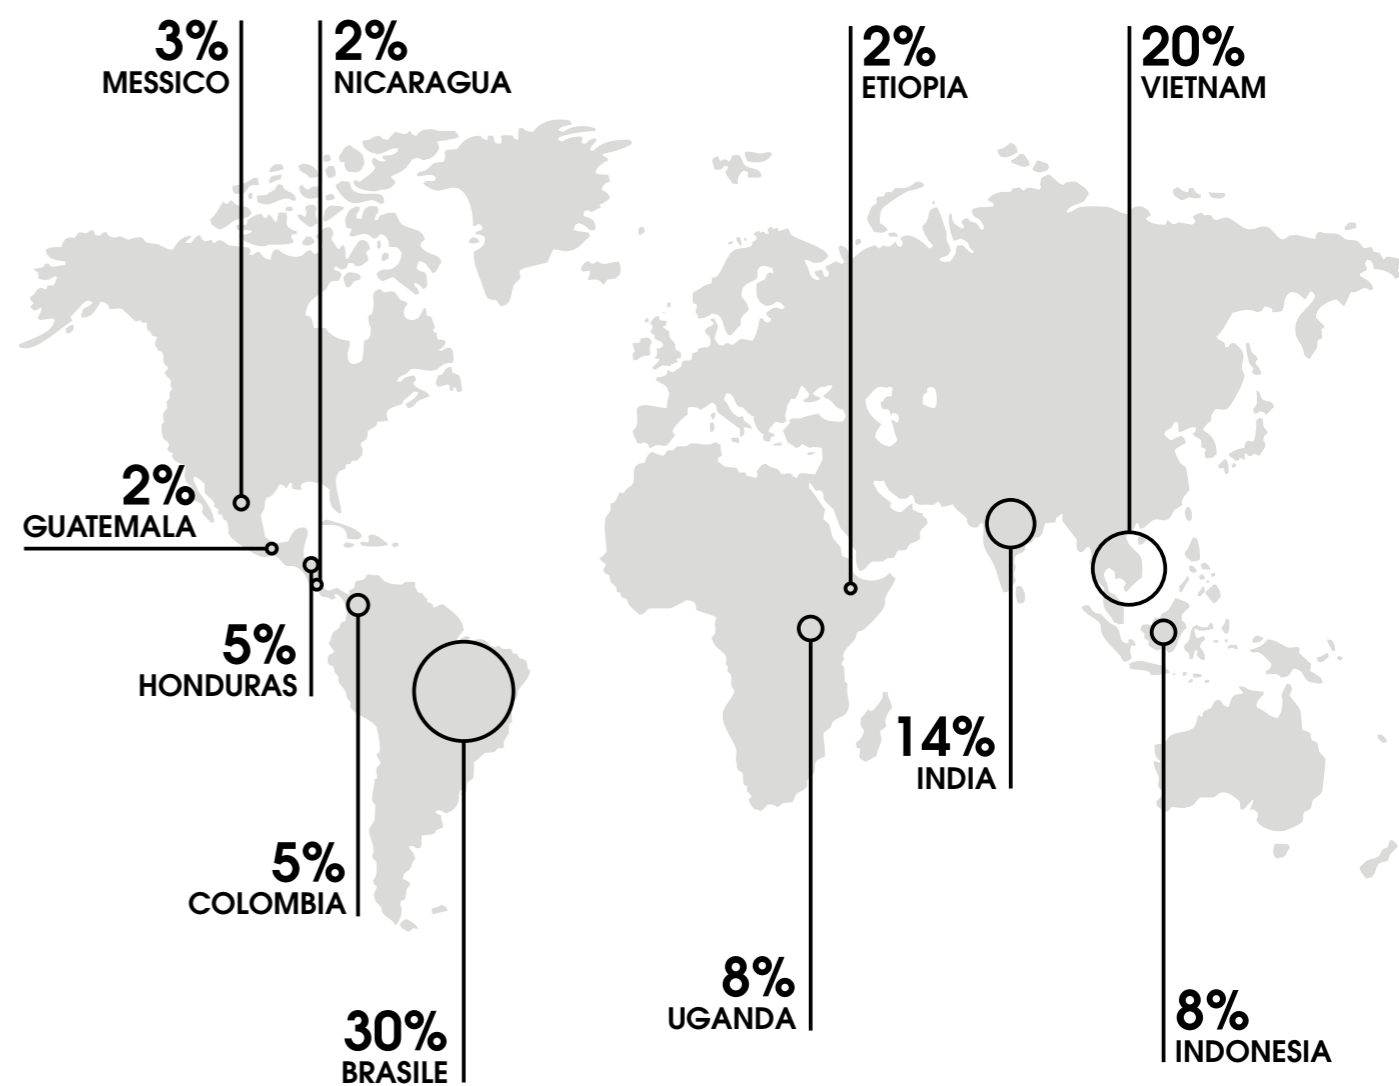 3%
MESSICO
2%
NICARAGUA
2%
ETIOPIA
20%
VIETNAM
2%
GUATEMALA
5%
HONDURAS
14%
INDIA
5%
COLOMBIA
8%
UGANDA
8%
INDONESIA
30%
BRASILE